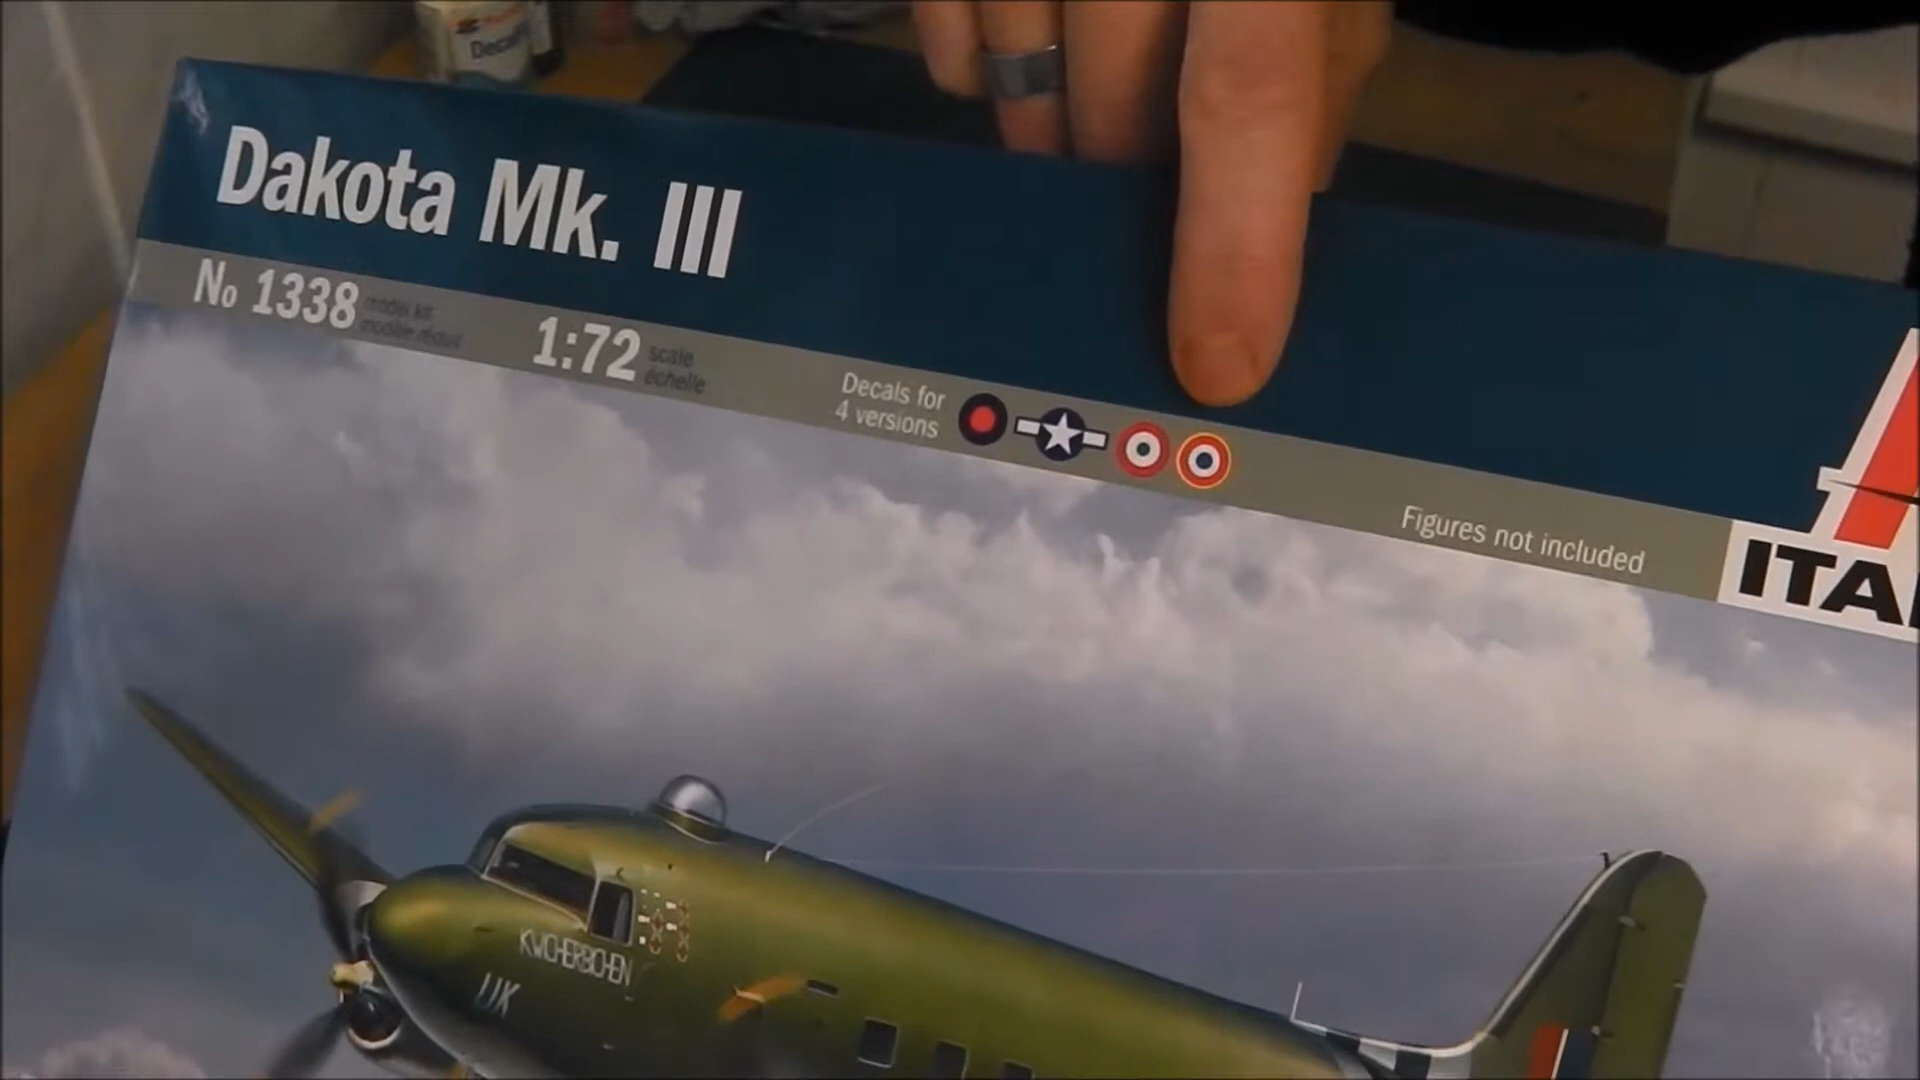 Decals
Dakota Mk. III
No 1338 model kit
modèle réduit
1:72 scale
échelle
Decals for
4 versions
Figures not included
ITA
KWICHERBICHEN
UK